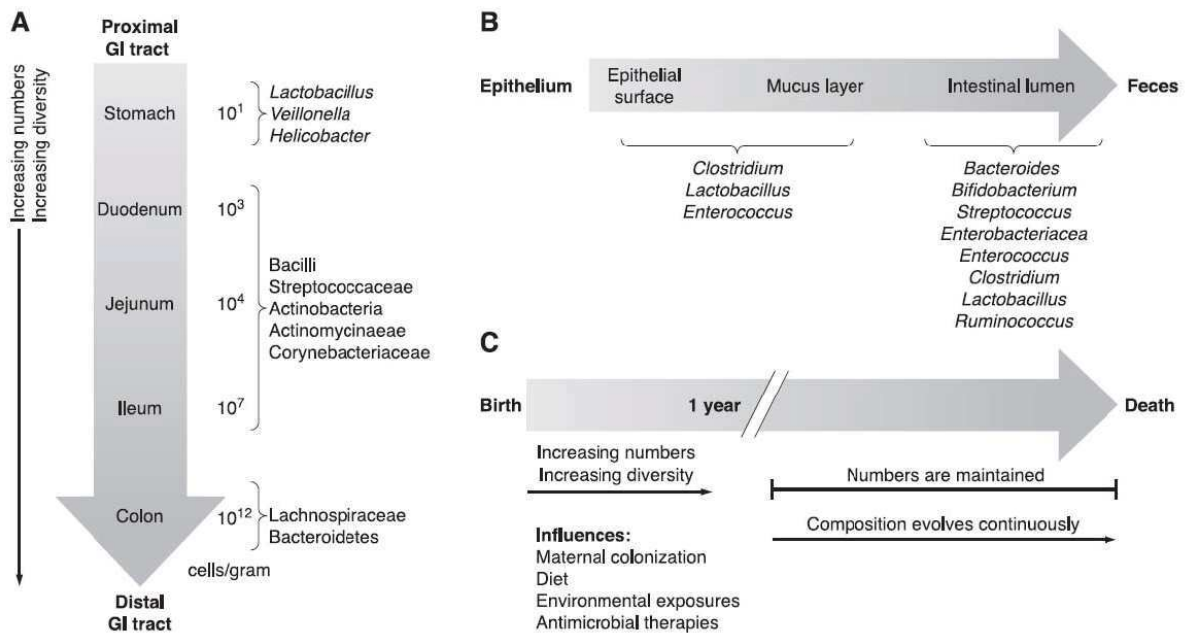 A
Proximal
GI tract
Increasing numbers
Increasing diversity
Stomach
10¹
Lactobacillus
Veillonella
Helicobacter
Duodenum
10³
Jejunum
10⁴
Ileum
10⁷
Bacilli
Streptococcaceae
Actinobacteria
Actinomycinaeae
Corynebacteriaceae
Colon
10¹²
Lachnospiraceae
Bacteroidetes
cells/gram
Distal
GI tract
B
Epithelium
Epithelial
surface
Mucus layer
Intestinal lumen
Feces
Clostridium
Lactobacillus
Enterococcus
Bacteroides
Bifidobacterium
Streptococcus
Enterobacteriacea
Enterococcus
Clostridium
Lactobacillus
Ruminococcus
C
Birth
1 year
Death
Increasing numbers
Increasing diversity
Numbers are maintained
Composition evolves continuously
Influences:
Maternal colonization
Diet
Environmental exposures
Antimicrobial therapies